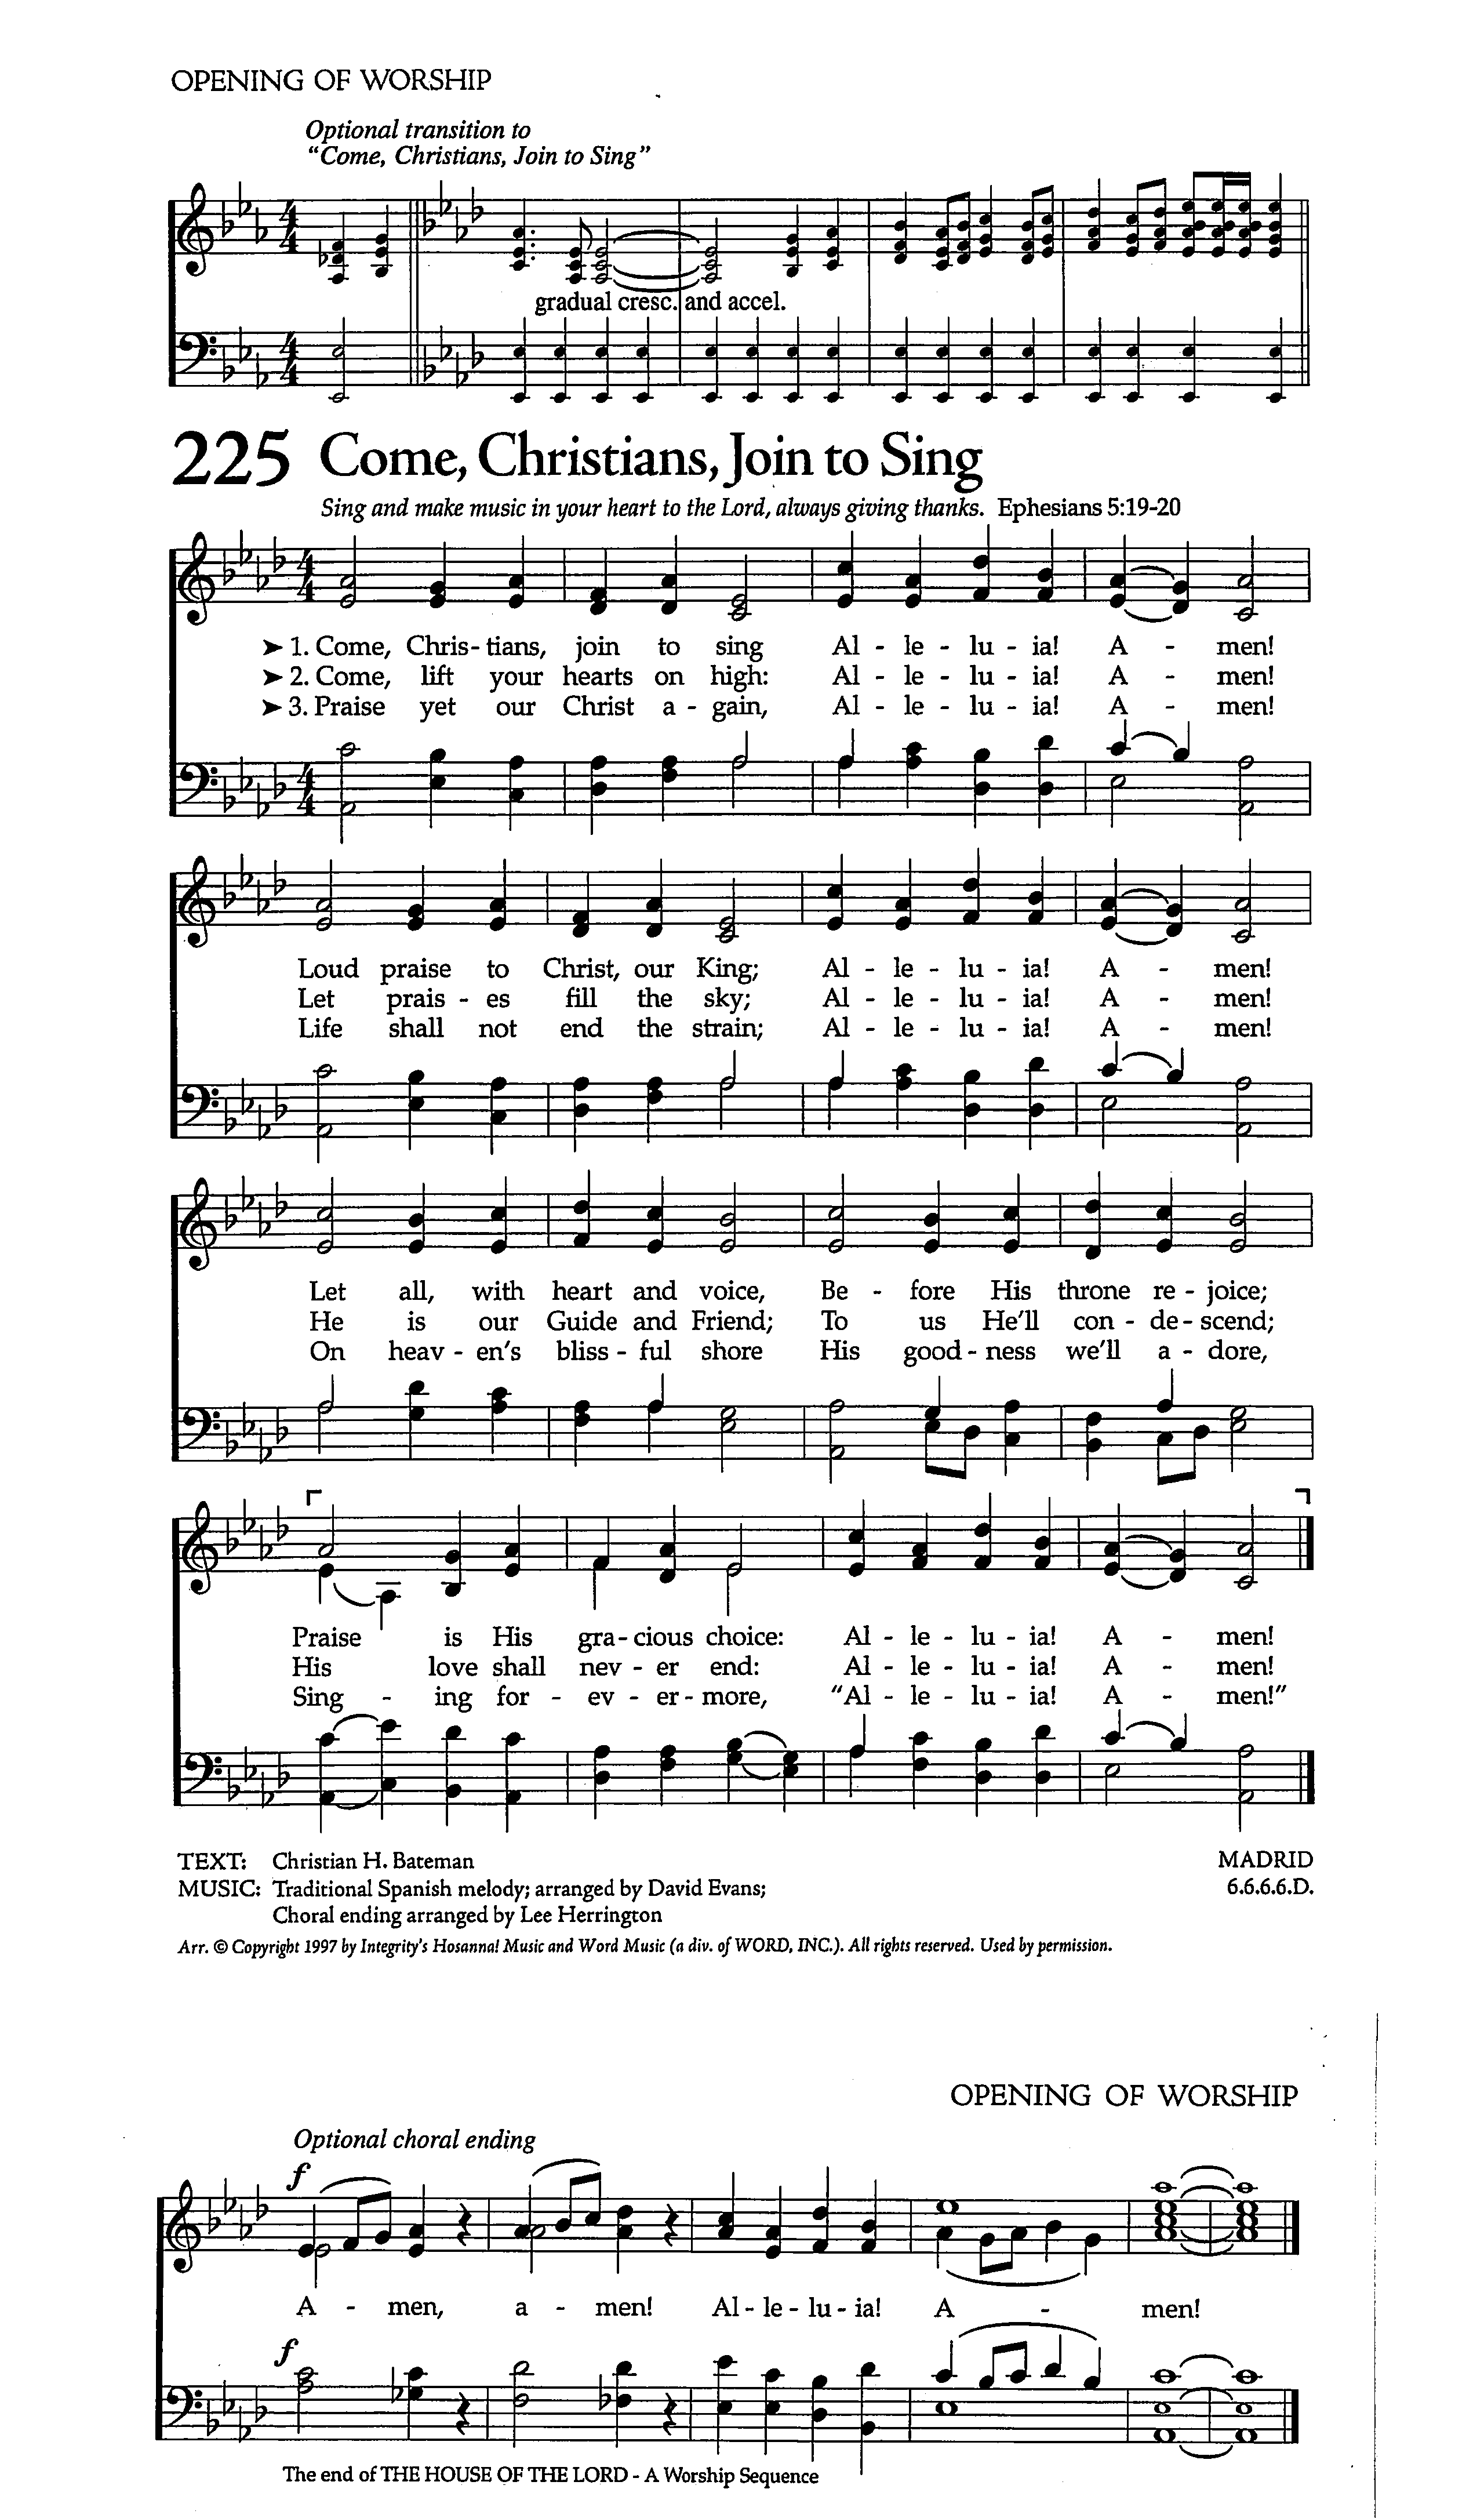 OPENING OF WORSHIP
Optional transition to
“Come, Christians, Join to Sing”
gradual cresc. and accel.
225 Come, Christians, Join to Sing
Sing and make music in your heart to the Lord, always giving thanks. Ephesians 5:19-20
➤ 1. Come, Chris - tians, join to sing Al - le - lu - ia! A - men!
➤ 2. Come, lift your hearts on high: Al - le - lu - ia! A - men!
➤ 3. Praise yet our Christ a - gain, Al - le - lu - ia! A - men!
Loud praise to Christ, our King; Al - le - lu - ia! A - men!
Let prais - es fill the sky; Al - le - lu - ia! A - men!
Life shall not end the strain; Al - le - lu - ia! A - men!
Let all, with heart and voice, Be - fore His throne re - joice;
He is our Guide and Friend; To us He'll con - de - scend;
On heav - en's bliss - ful shore His good - ness we'll a - dore,
Praise is His gra - cious choice: Al - le - lu - ia! A - men!
His love shall nev - er end: Al - le - lu - ia! A - men!
Sing - ing for - ev - er - more, “Al - le - lu - ia! A - men!”
TEXT: Christian H. Bateman MADRID
MUSIC: Traditional Spanish melody; arranged by David Evans; 6.6.6.6.D.
Choral ending arranged by Lee Herrington
Arr. © Copyright 1997 by Integrity's Hosanna! Music and Word Music (a div. of WORD, INC.). All rights reserved. Used by permission.
OPENING OF WORSHIP
Optional choral ending
f
A - men, a - men! Al - le - lu - ia! A - men!
f
The end of THE HOUSE OF THE LORD - A Worship Sequence